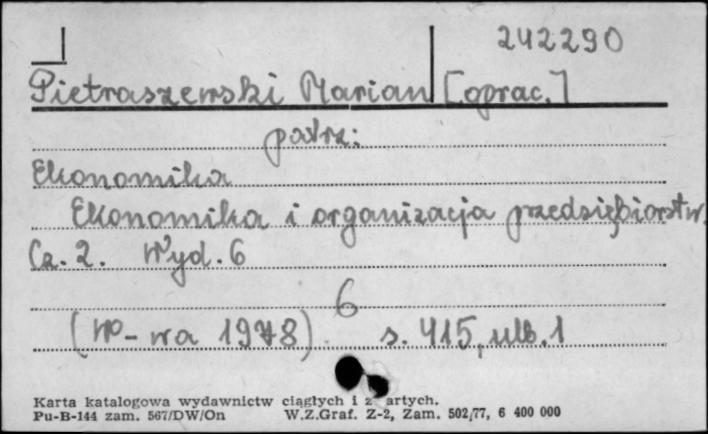 242290
Pietraszewski Marian [oprac.]
patrz:
Ekonomika
Ekonomika i organizacja przedsiębiorstw.
Cz. 2. Wyd. 6
6
(W-wa 1978). s. 415, nlb. 1
Karta katalogowa wydawnictw ciągłych i z artych.
Pu-B-144 zam. 567/DW/On W.Z.Graf. Z-2, Zam. 502/77, 6 400 000